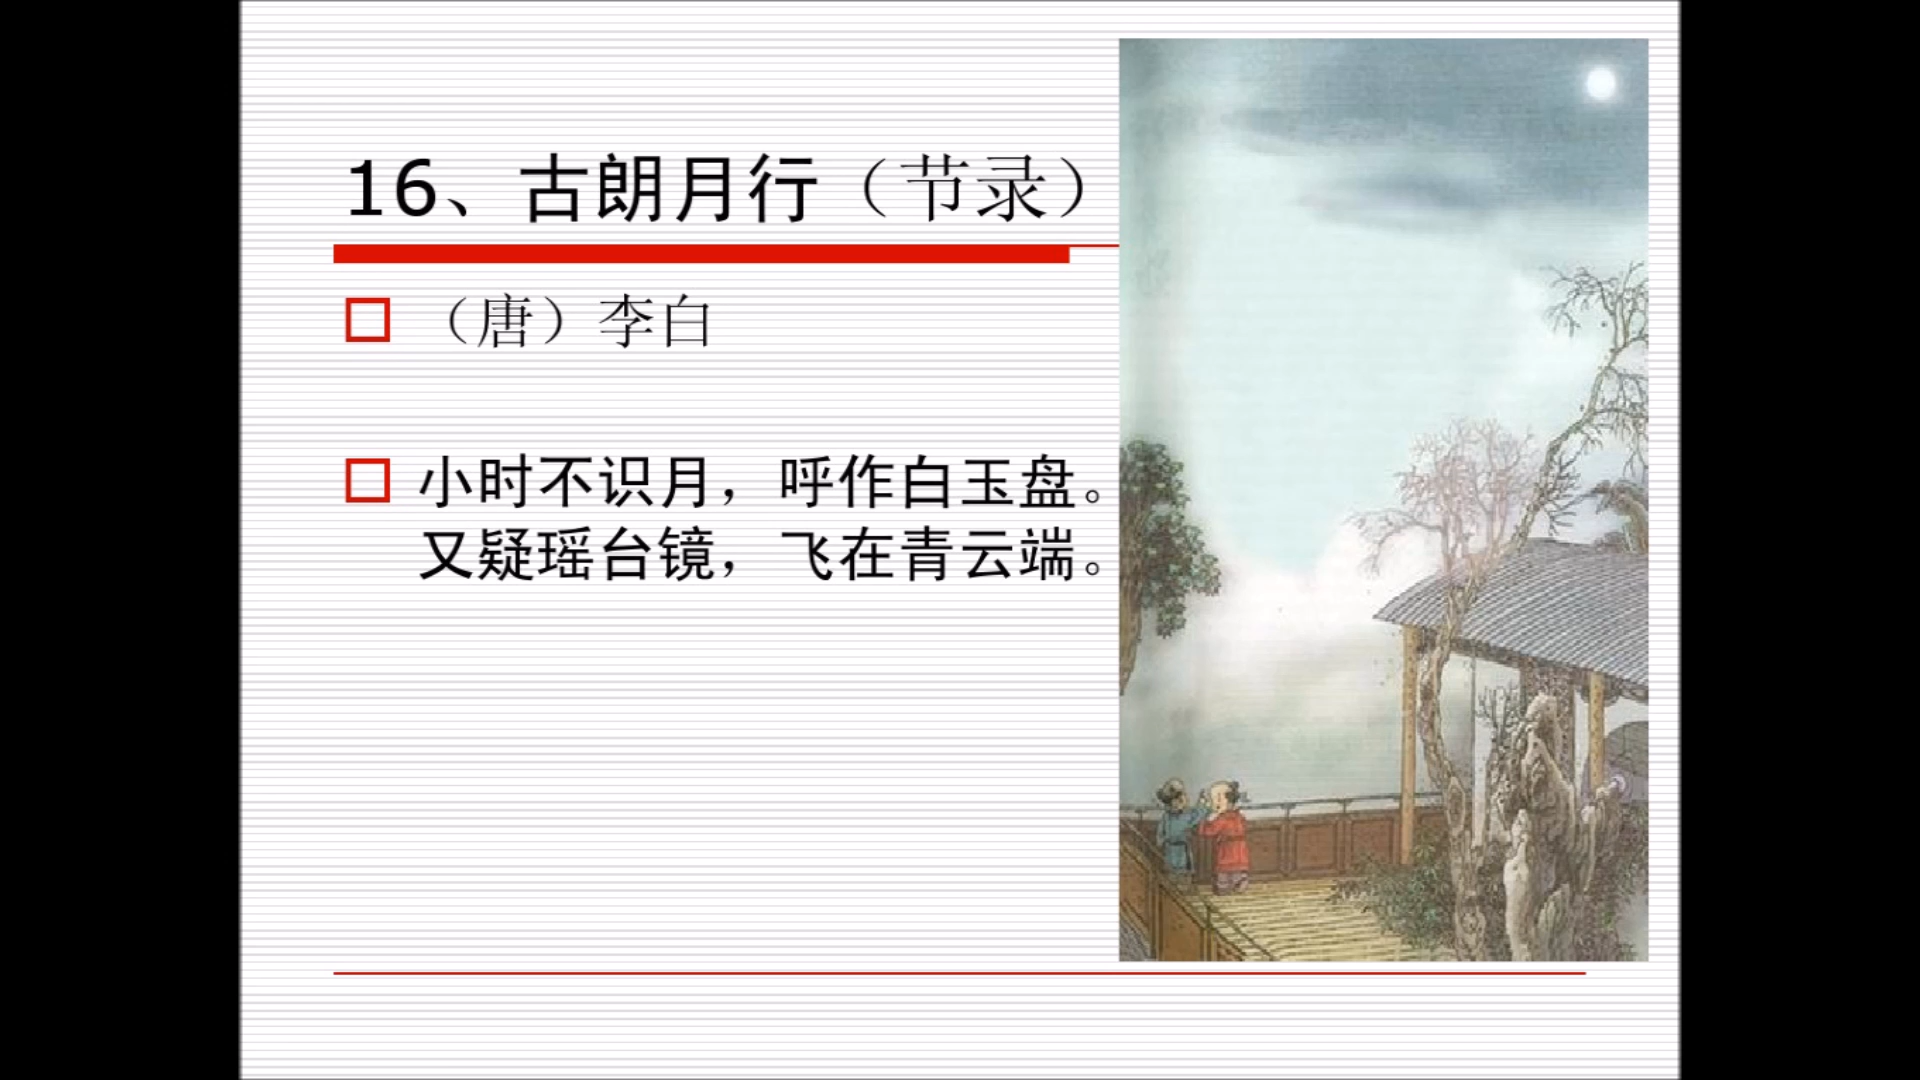 16、古朗月行（节录）
（唐）李白
小时不识月，呼作白玉盘。
又疑瑶台镜，飞在青云端。